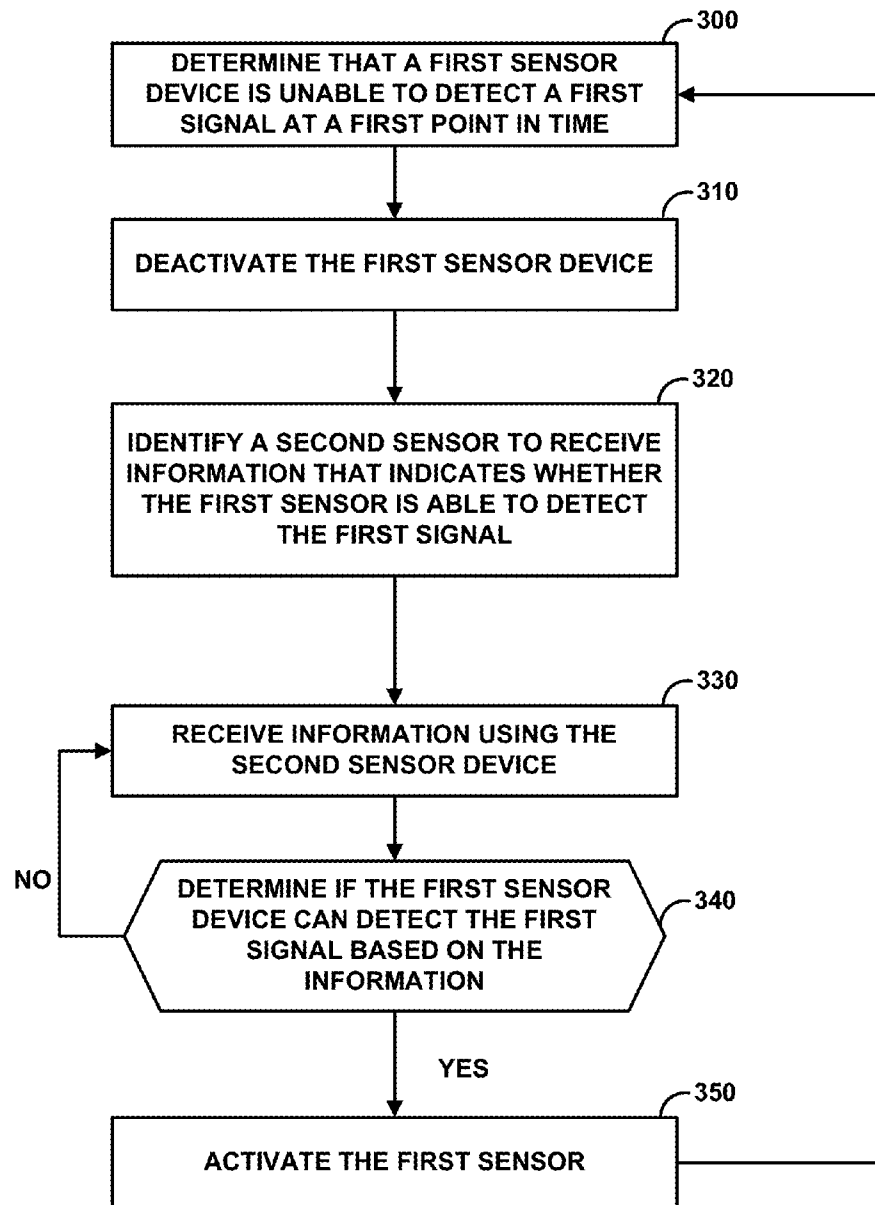 300
DETERMINE THAT A FIRST SENSOR
DEVICE IS UNABLE TO DETECT A FIRST
SIGNAL AT A FIRST POINT IN TIME
310
DEACTIVATE THE FIRST SENSOR DEVICE
320
IDENTIFY A SECOND SENSOR TO RECEIVE
INFORMATION THAT INDICATES WHETHER
THE FIRST SENSOR IS ABLE TO DETECT
THE FIRST SIGNAL
330
RECEIVE INFORMATION USING THE
SECOND SENSOR DEVICE
NO
DETERMINE IF THE FIRST SENSOR
DEVICE CAN DETECT THE FIRST
SIGNAL BASED ON THE
INFORMATION
340
YES
350
ACTIVATE THE FIRST SENSOR